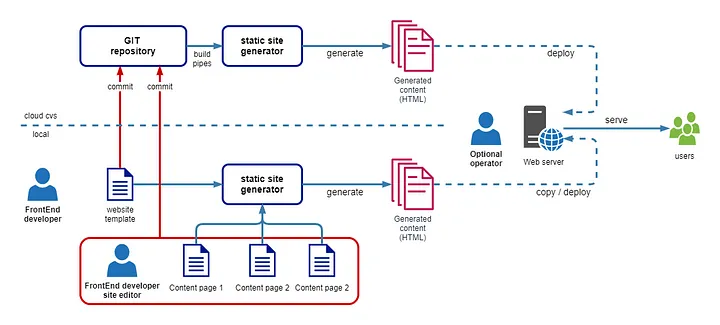 GIT
repository
build
pipes
static site
generator
generate
Generated
content
(HTML)
deploy
commit
commit
cloud cvs
local
Optional
operator
Web server
serve
users
FrontEnd
developer
website
template
static site
generator
generate
Generated
content
(HTML)
copy / deploy
FrontEnd developer
site editor
Content page 1
Content page 2
Content page 2